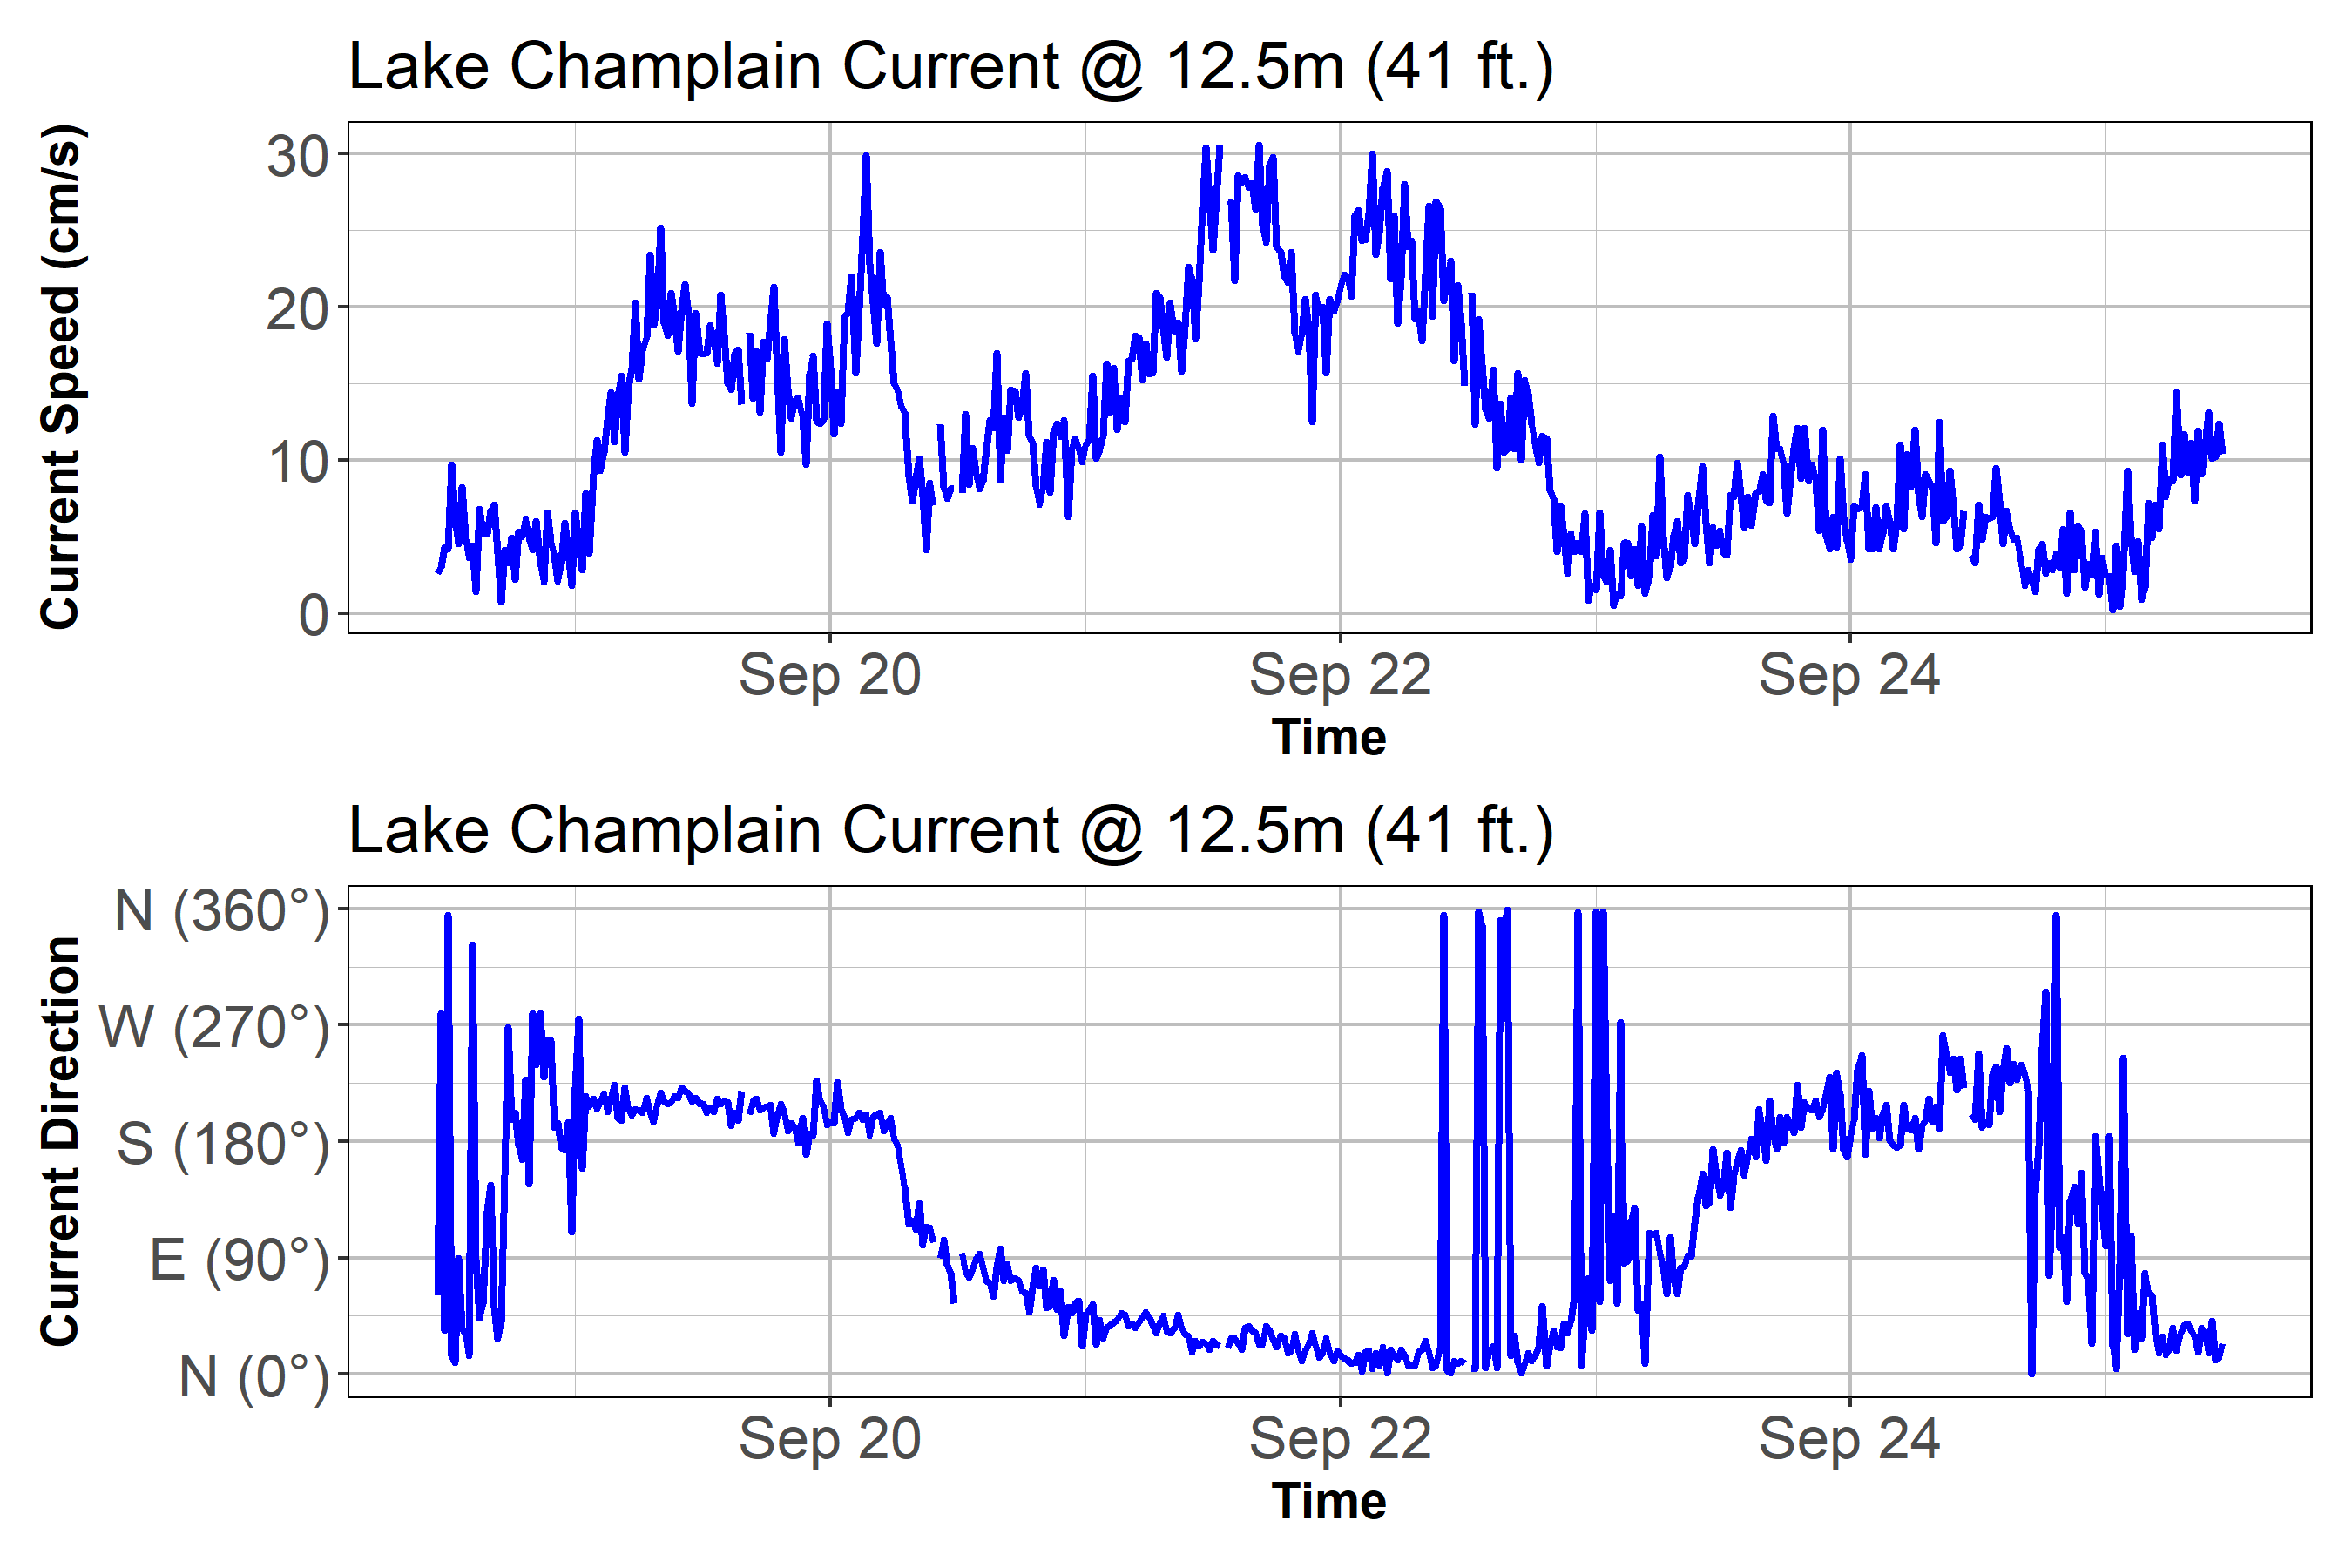 Lake Champlain Current @ 12.5m (41 ft.)
Current Speed (cm/s)
30
20
10
0
Sep 20 Sep 22 Sep 24
Time
Lake Champlain Current @ 12.5m (41 ft.)
Current Direction
N (360°)
W (270°)
S (180°)
E (90°)
N (0°)
Sep 20 Sep 22 Sep 24
Time